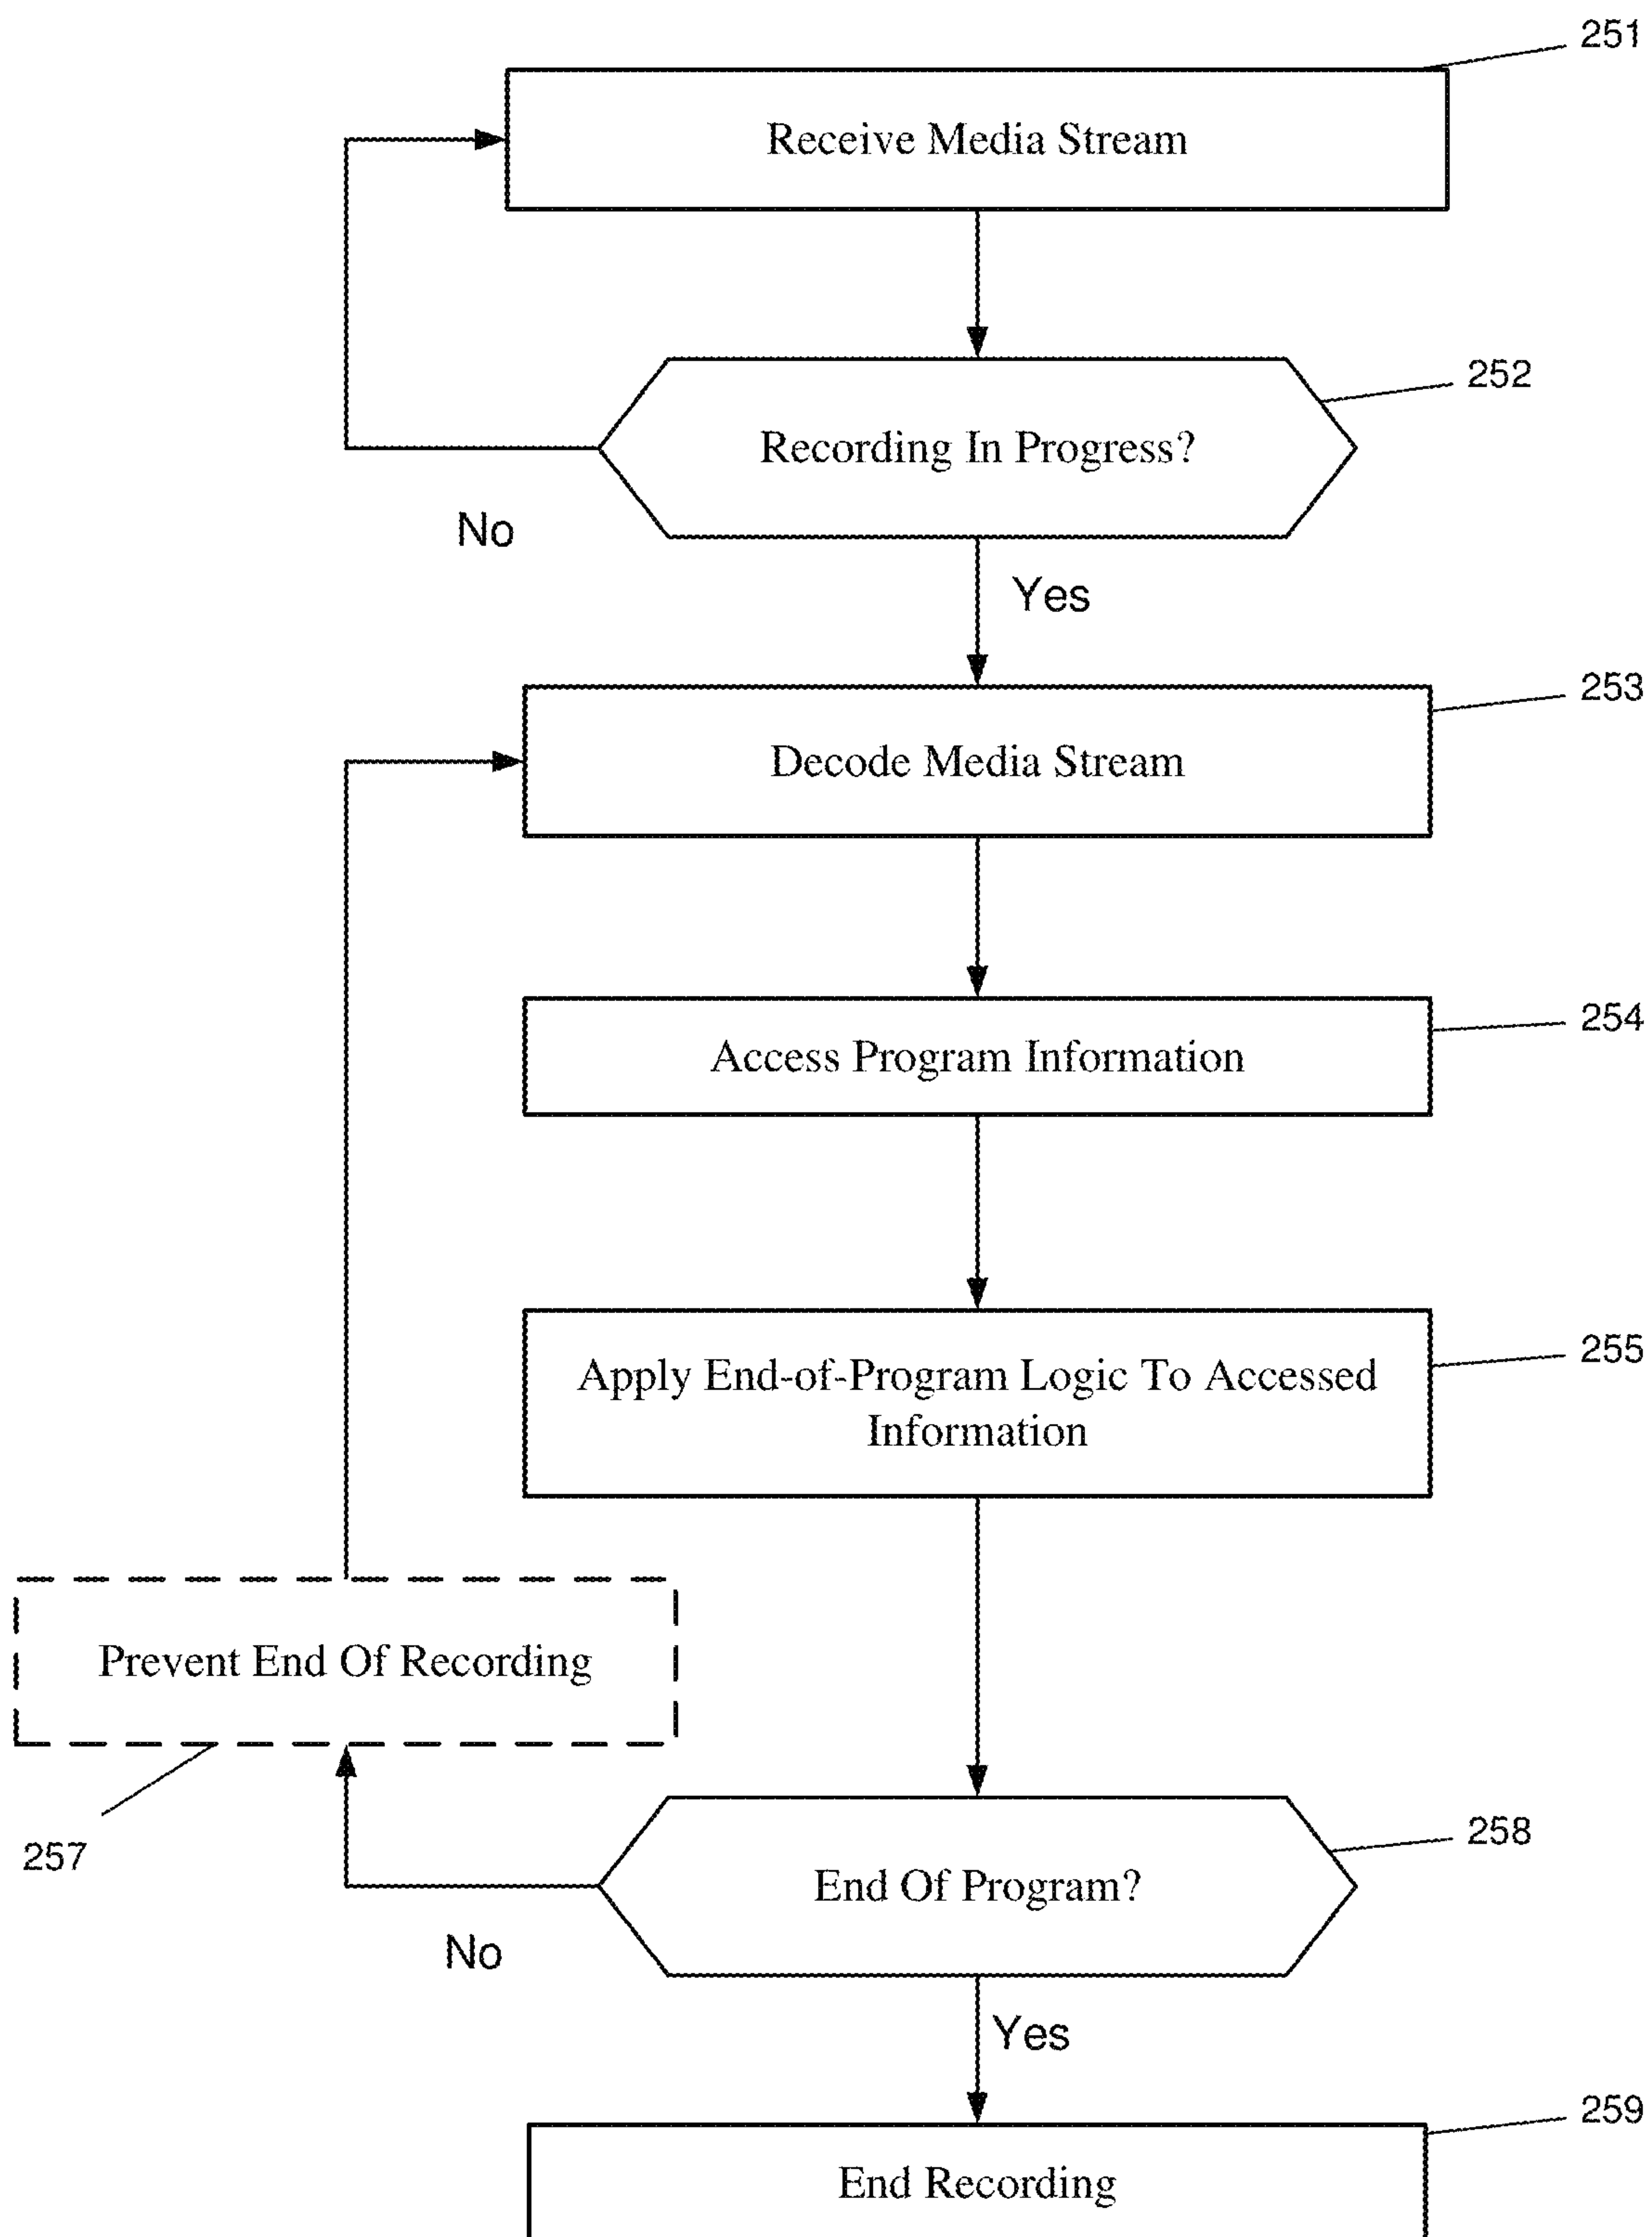 251
Receive Media Stream
252
Recording In Progress?
No
Yes
253
Decode Media Stream
254
Access Program Information
255
Apply End-of-Program Logic To Accessed
Information
Prevent End Of Recording
257
258
End Of Program?
No
Yes
259
End Recording